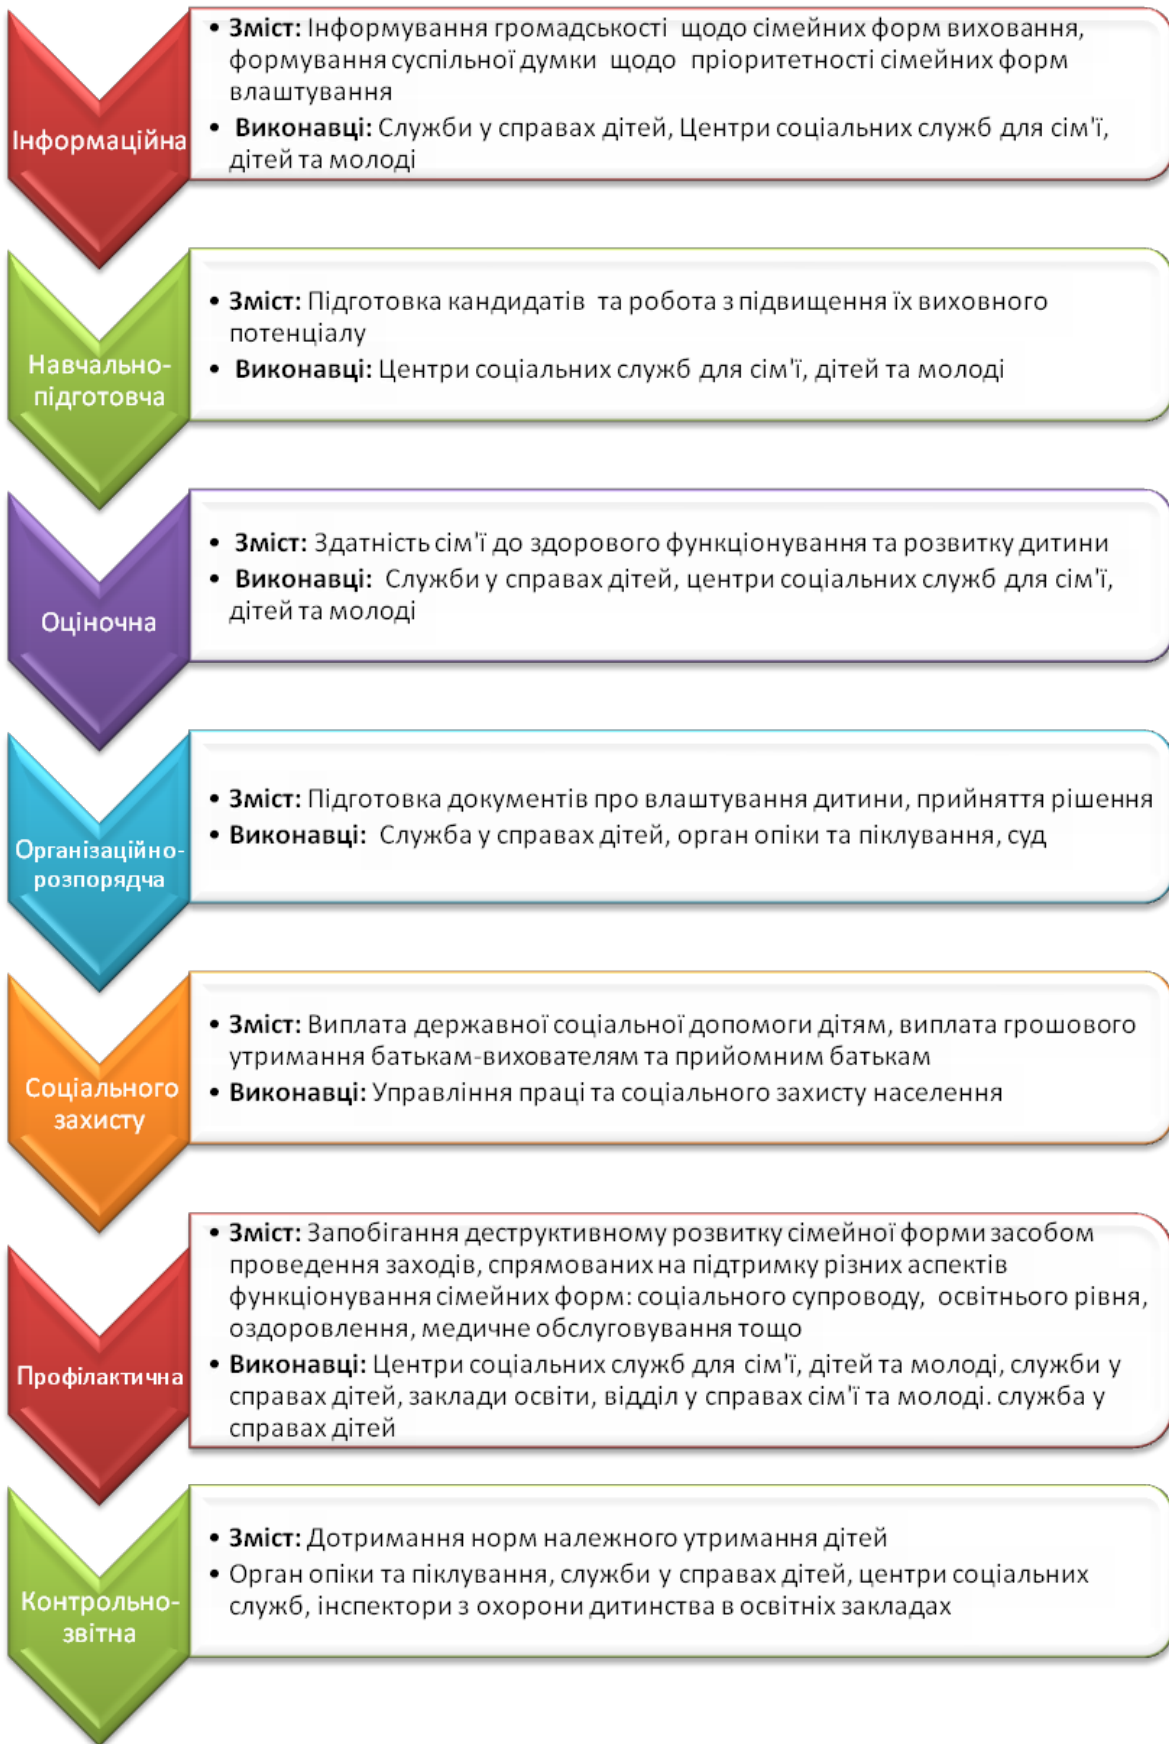 Інформаційна
• Зміст: Інформування громадськості щодо сімейних форм виховання,
формування суспільної думки щодо пріоритетності сімейних форм
влаштування
• Виконавці: Служби у справах дітей, Центри соціальних служб для сім'ї,
дітей та молоді
Навчально-
підготовча
• Зміст: Підготовка кандидатів та робота з підвищення їх виховного
потенціалу
• Виконавці: Центри соціальних служб для сім'ї, дітей та молоді
Оціночна
• Зміст: Здатність сім'ї до здорового функціонування та розвитку дитини
• Виконавці: Служби у справах дітей, центри соціальних служб для сім'ї,
дітей та молоді
Організаційно-
розпорядча
• Зміст: Підготовка документів про влаштування дитини, прийняття рішення
• Виконавці: Служба у справах дітей, орган опіки та піклування, суд
Соціального
захисту
• Зміст: Виплата державної соціальної допомоги дітям, виплата грошового
утримання батькам-вихователям та прийомним батькам
• Виконавці: Управління праці та соціального захисту населення
Профілактична
• Зміст: Запобігання деструктивному розвитку сімейної форми засобом
проведення заходів, спрямованих на підтримку різних аспектів
функціонування сімейних форм: соціального супроводу, освітнього рівня,
оздоровлення, медичне обслуговування тощо
• Виконавці: Центри соціальних служб для сім'ї, дітей та молоді, служби у
справах дітей, заклади освіти, відділ у справах сім'ї та молоді. служба у
справах дітей
Контрольно-
звітна
• Зміст: Дотримання норм належного утримання дітей
• Орган опіки та піклування, служби у справах дітей, центри соціальних
служб, інспектори з охорони дитинства в освітніх закладах